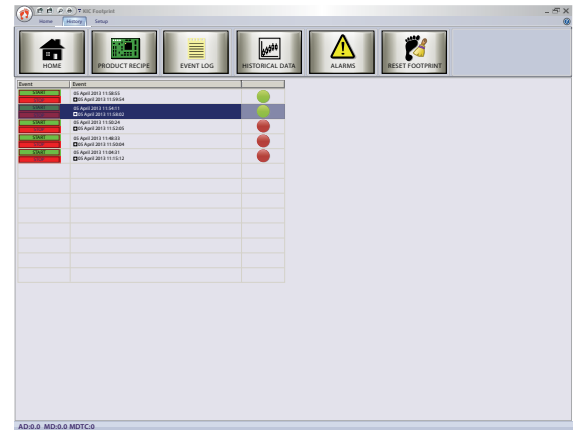 IBG Footprint
Home History Setup
HOME PRODUCT RECIPE EVENT LOG HISTORICAL DATA ALARMS RESET FOOTPRINT
Event Event
START 05 April 2013 11:58:55
STOP 05 April 2013 11:59:54
START 05 April 2013 11:54:11
STOP 05 April 2013 11:58:02
START 05 April 2013 11:50:24
STOP 05 April 2013 11:52:05
START 05 April 2013 11:48:33
STOP 05 April 2013 11:50:04
START 05 April 2013 11:04:31
STOP 05 April 2013 11:15:12
AD:0.0 MD:0.0 MDTC:0